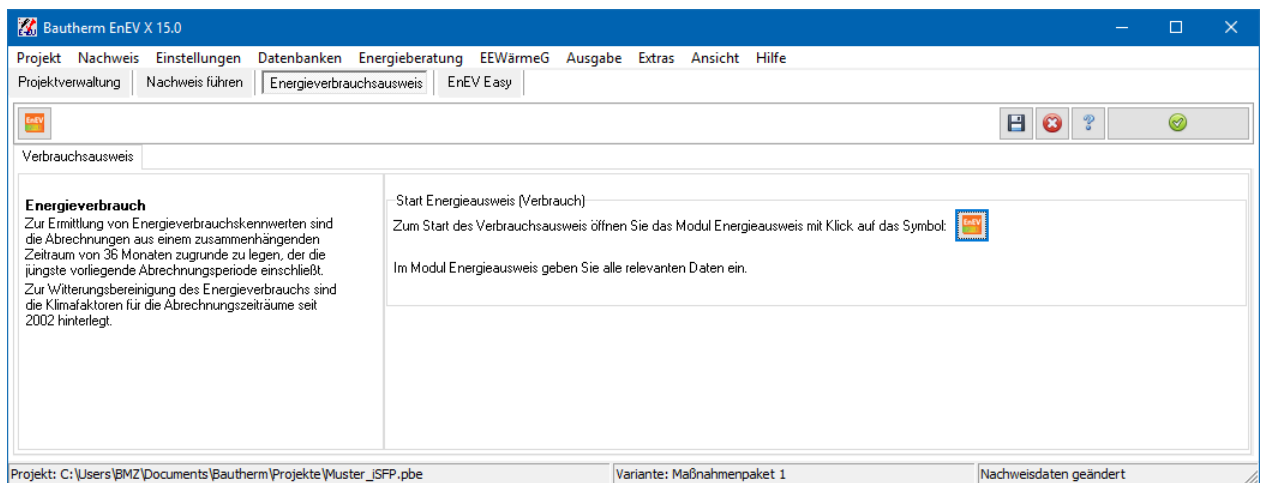 Bautherm EnEV X 15.0
Projekt Nachweis Einstellungen Datenbanken Energieberatung EEWärmeG Ausgabe Extras Ansicht Hilfe
Projektverwaltung Nachweis führen Energieverbrauchsausweis EnEV Easy
EnEV
Verbrauchsausweis
Energieverbrauch
Zur Ermittlung von Energieverbrauchskennwerten sind
die Abrechnungen aus einem zusammenhängenden
Zeitraum von 36 Monaten zugrunde zu legen, der die
jüngste vorliegende Abrechnungsperiode einschließt.
Zur Witterungsbereinigung des Energieverbrauchs sind
die Klimafaktoren für die Abrechnungszeiträume seit
2002 hinterlegt.
Start Energieausweis (Verbrauch)
Zum Start des Verbrauchsausweis öffnen Sie das Modul Energieausweis mit Klick auf das Symbol: EnEV
Im Modul Energieausweis geben Sie alle relevanten Daten ein.
Projekt: C:\Users\BMZ\Documents\Bautherm\Projekte\Muster_iSFP.pbe Variante: Maßnahmenpaket 1 Nachweisdaten geändert